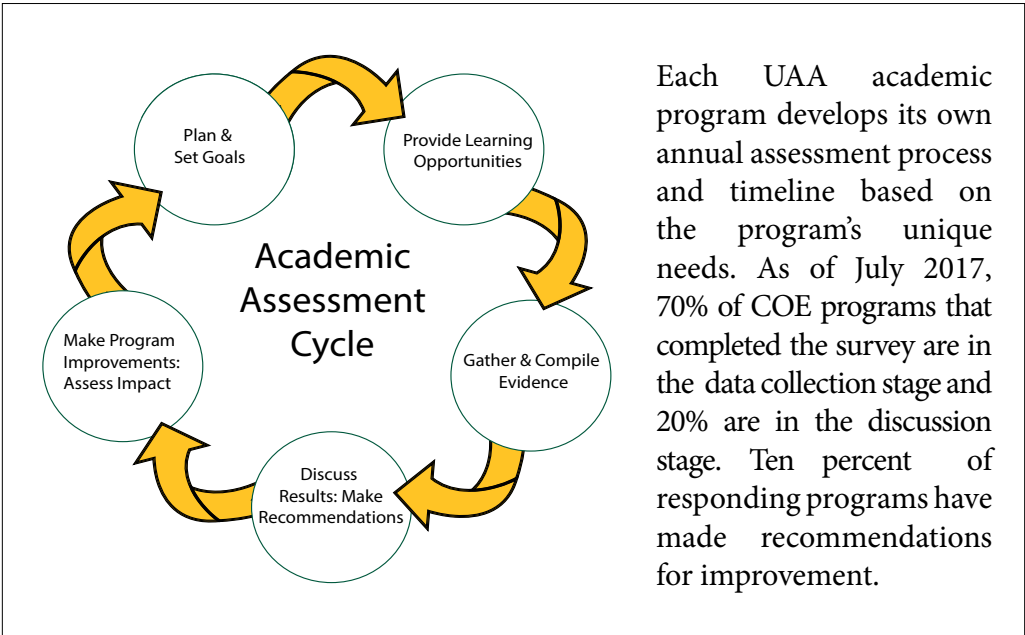 Plan &
Set Goals
Provide Learning
Opportunities
Academic
Assessment
Cycle
Make Program
Improvements:
Assess Impact
Gather & Compile
Evidence
Discuss
Results: Make
Recommendations
Each UAA academic
program develops its own
annual assessment process
and timeline based on
the program’s unique
needs. As of July 2017,
70% of COE programs that
completed the survey are in
the data collection stage and
20% are in the discussion
stage. Ten percent of
responding programs have
made recommendations
for improvement.